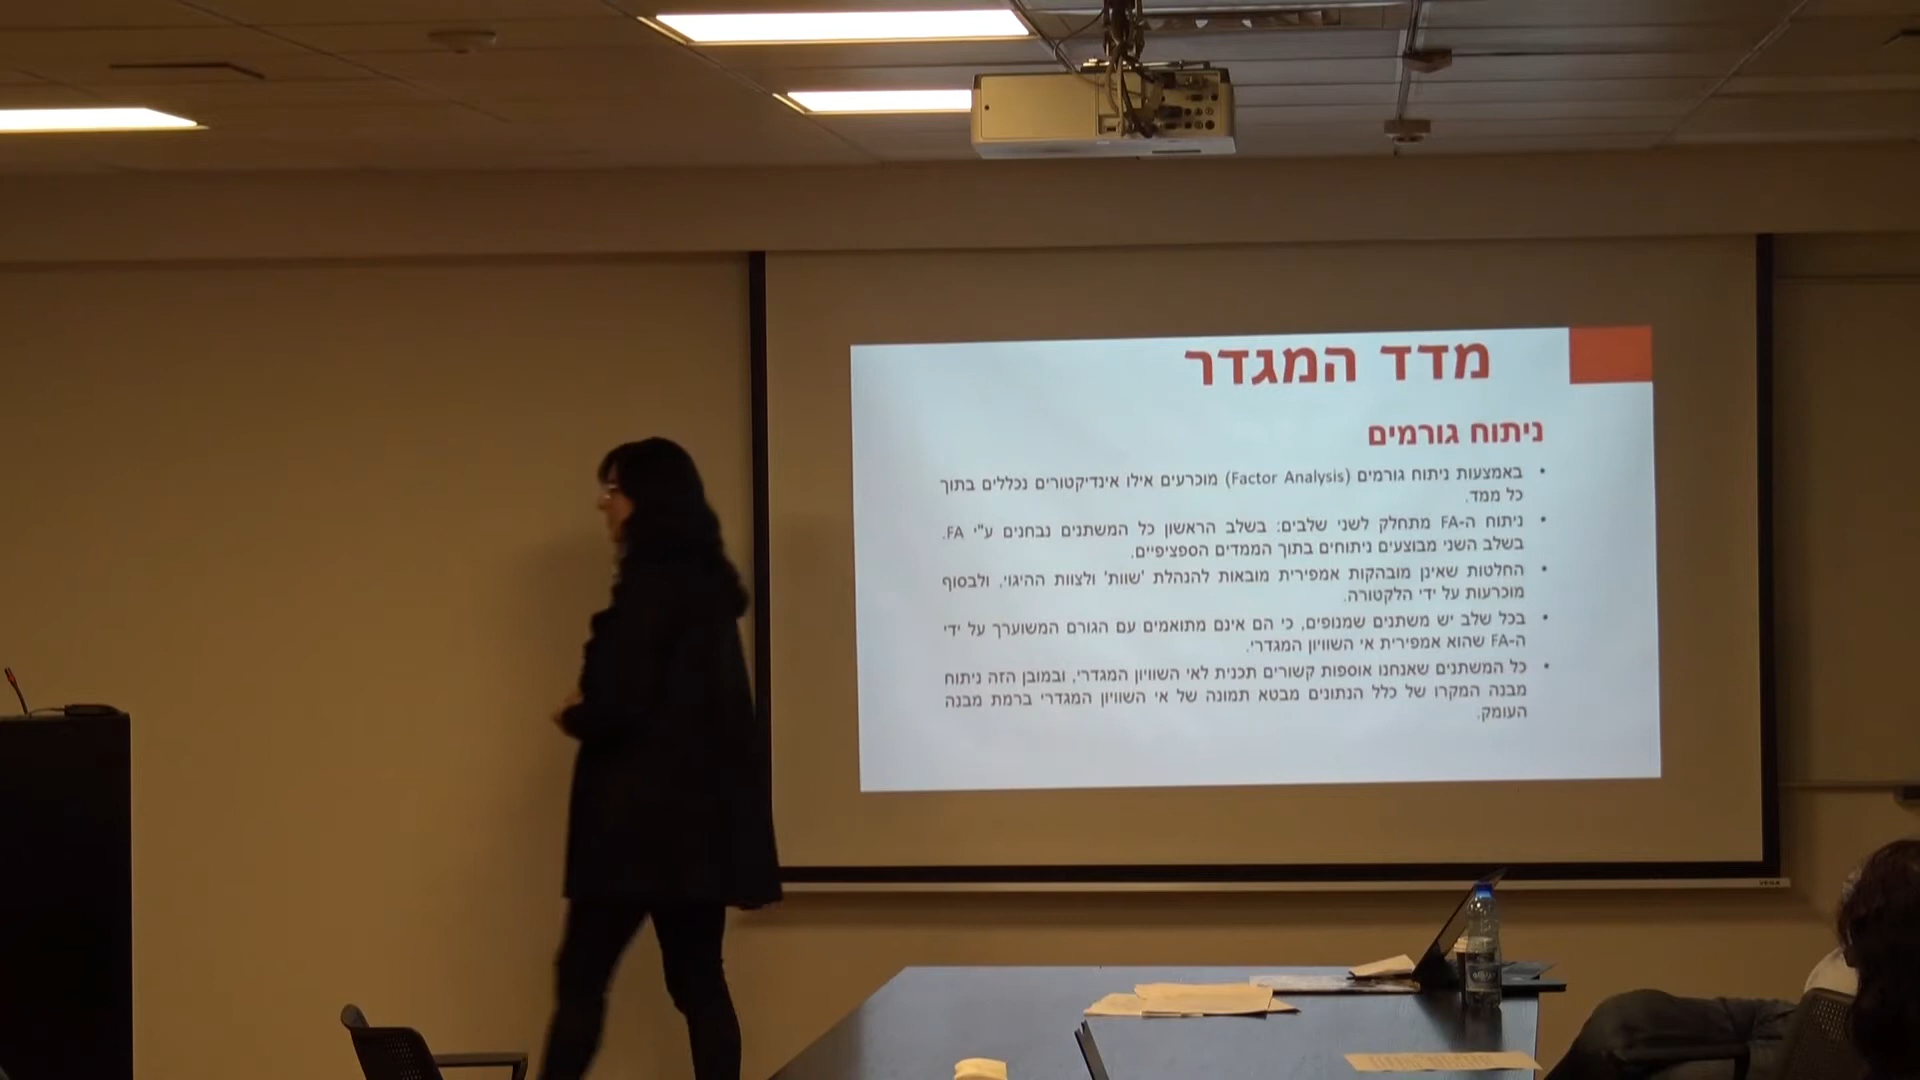 מדד המגדר
ניתוח גורמים
• באמצעות ניתוח גורמים (Factor Analysis) מוכרעים אילו אינדיקטורים נכללים בתוך
כל ממד.
• ניתוח ה-FA מתחלק לשני שלבים: בשלב הראשון כל המשתנים נבחנים ע"י FA.
בשלב השני מבוצעים ניתוחים בתוך הממדים הספציפיים.
• החלטות שאינן מובהקות אמפירית מובאות להנהלת 'שוות' ולצוות ההיגוי, ולבסוף
מוכרעות על ידי הלקטורה.
• בכל שלב יש משתנים שמנופים, כי הם אינם מתואמים עם הגורם המשוערך על ידי
ה-FA שהוא אמפירית אי השוויון המגדרי.
• כל המשתנים שאנחנו אוספות קשורים תכנית לאי השוויון המגדרי, ובמובן הזה ניתוח
מבנה המקרו של כלל הנתונים מבטא תמונה של אי השוויון המגדרי ברמת מבנה
העומק.